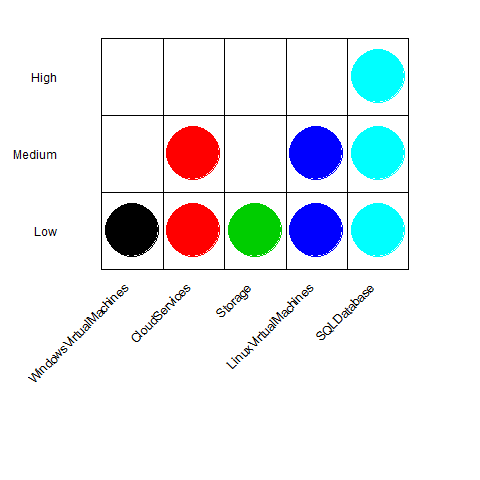 High
Medium
Low
WindowsVirtualMachines
CloudServices
Storage
LinuxVirtualMachines
SQLDatabase